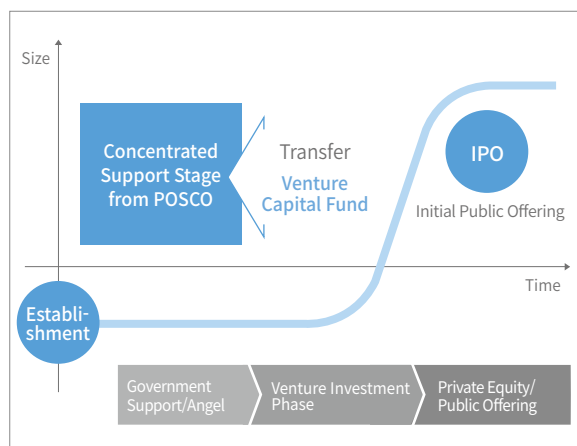 Size
Concentrated
Support Stage
from POSCO
Transfer
Venture
Capital Fund
IPO
Initial Public Offering
Time
Establi-
shment
Government
Support/Angel
Venture Investment
Phase
Private Equity/
Public Offering